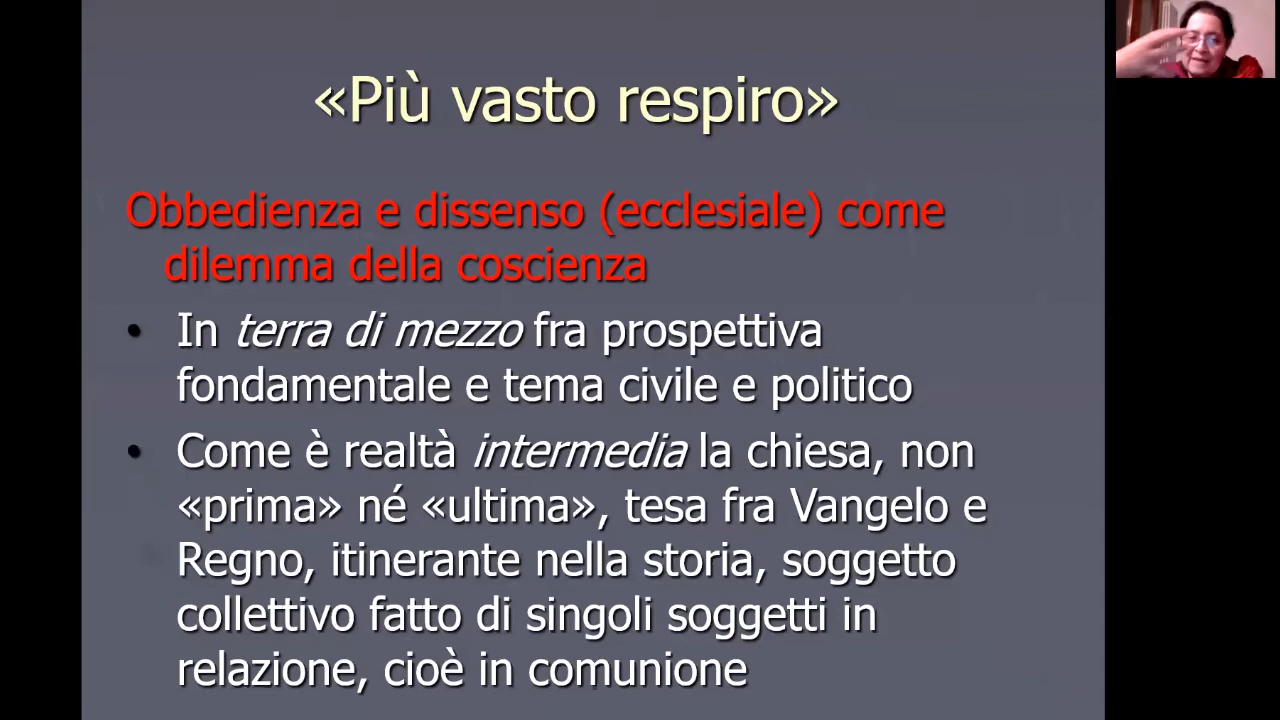 «Più vasto respiro»
Obbedienza e dissenso (ecclesiale) come
dilemma della coscienza
• In terra di mezzo fra prospettiva
fondamentale e tema civile e politico
• Come è realtà intermedia la chiesa, non
«prima» né «ultima», tesa fra Vangelo e
Regno, itinerante nella storia, soggetto
collettivo fatto di singoli soggetti in
relazione, cioè in comunione